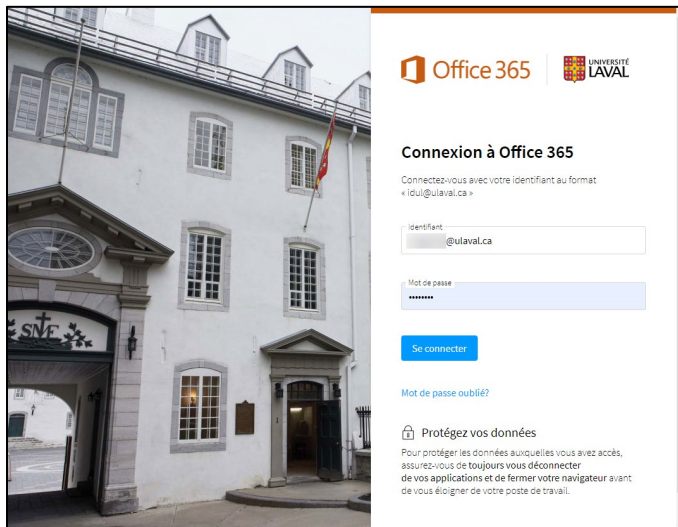 SME
Office 365
UNIVERSITÉ
LAVAL
Connexion à Office 365
Connectez-vous avec votre identifiant au format
« idul@ulaval.ca »
Identifiant
@ulaval.ca
Mot de passe
••••••••
Se connecter
Mot de passe oublié?
Protégez vos données
Pour protéger les données auxquelles vous avez accès,
assurez-vous de toujours vous déconnecter
de vos applications et de fermer votre navigateur avant
de vous éloigner de votre poste de travail.